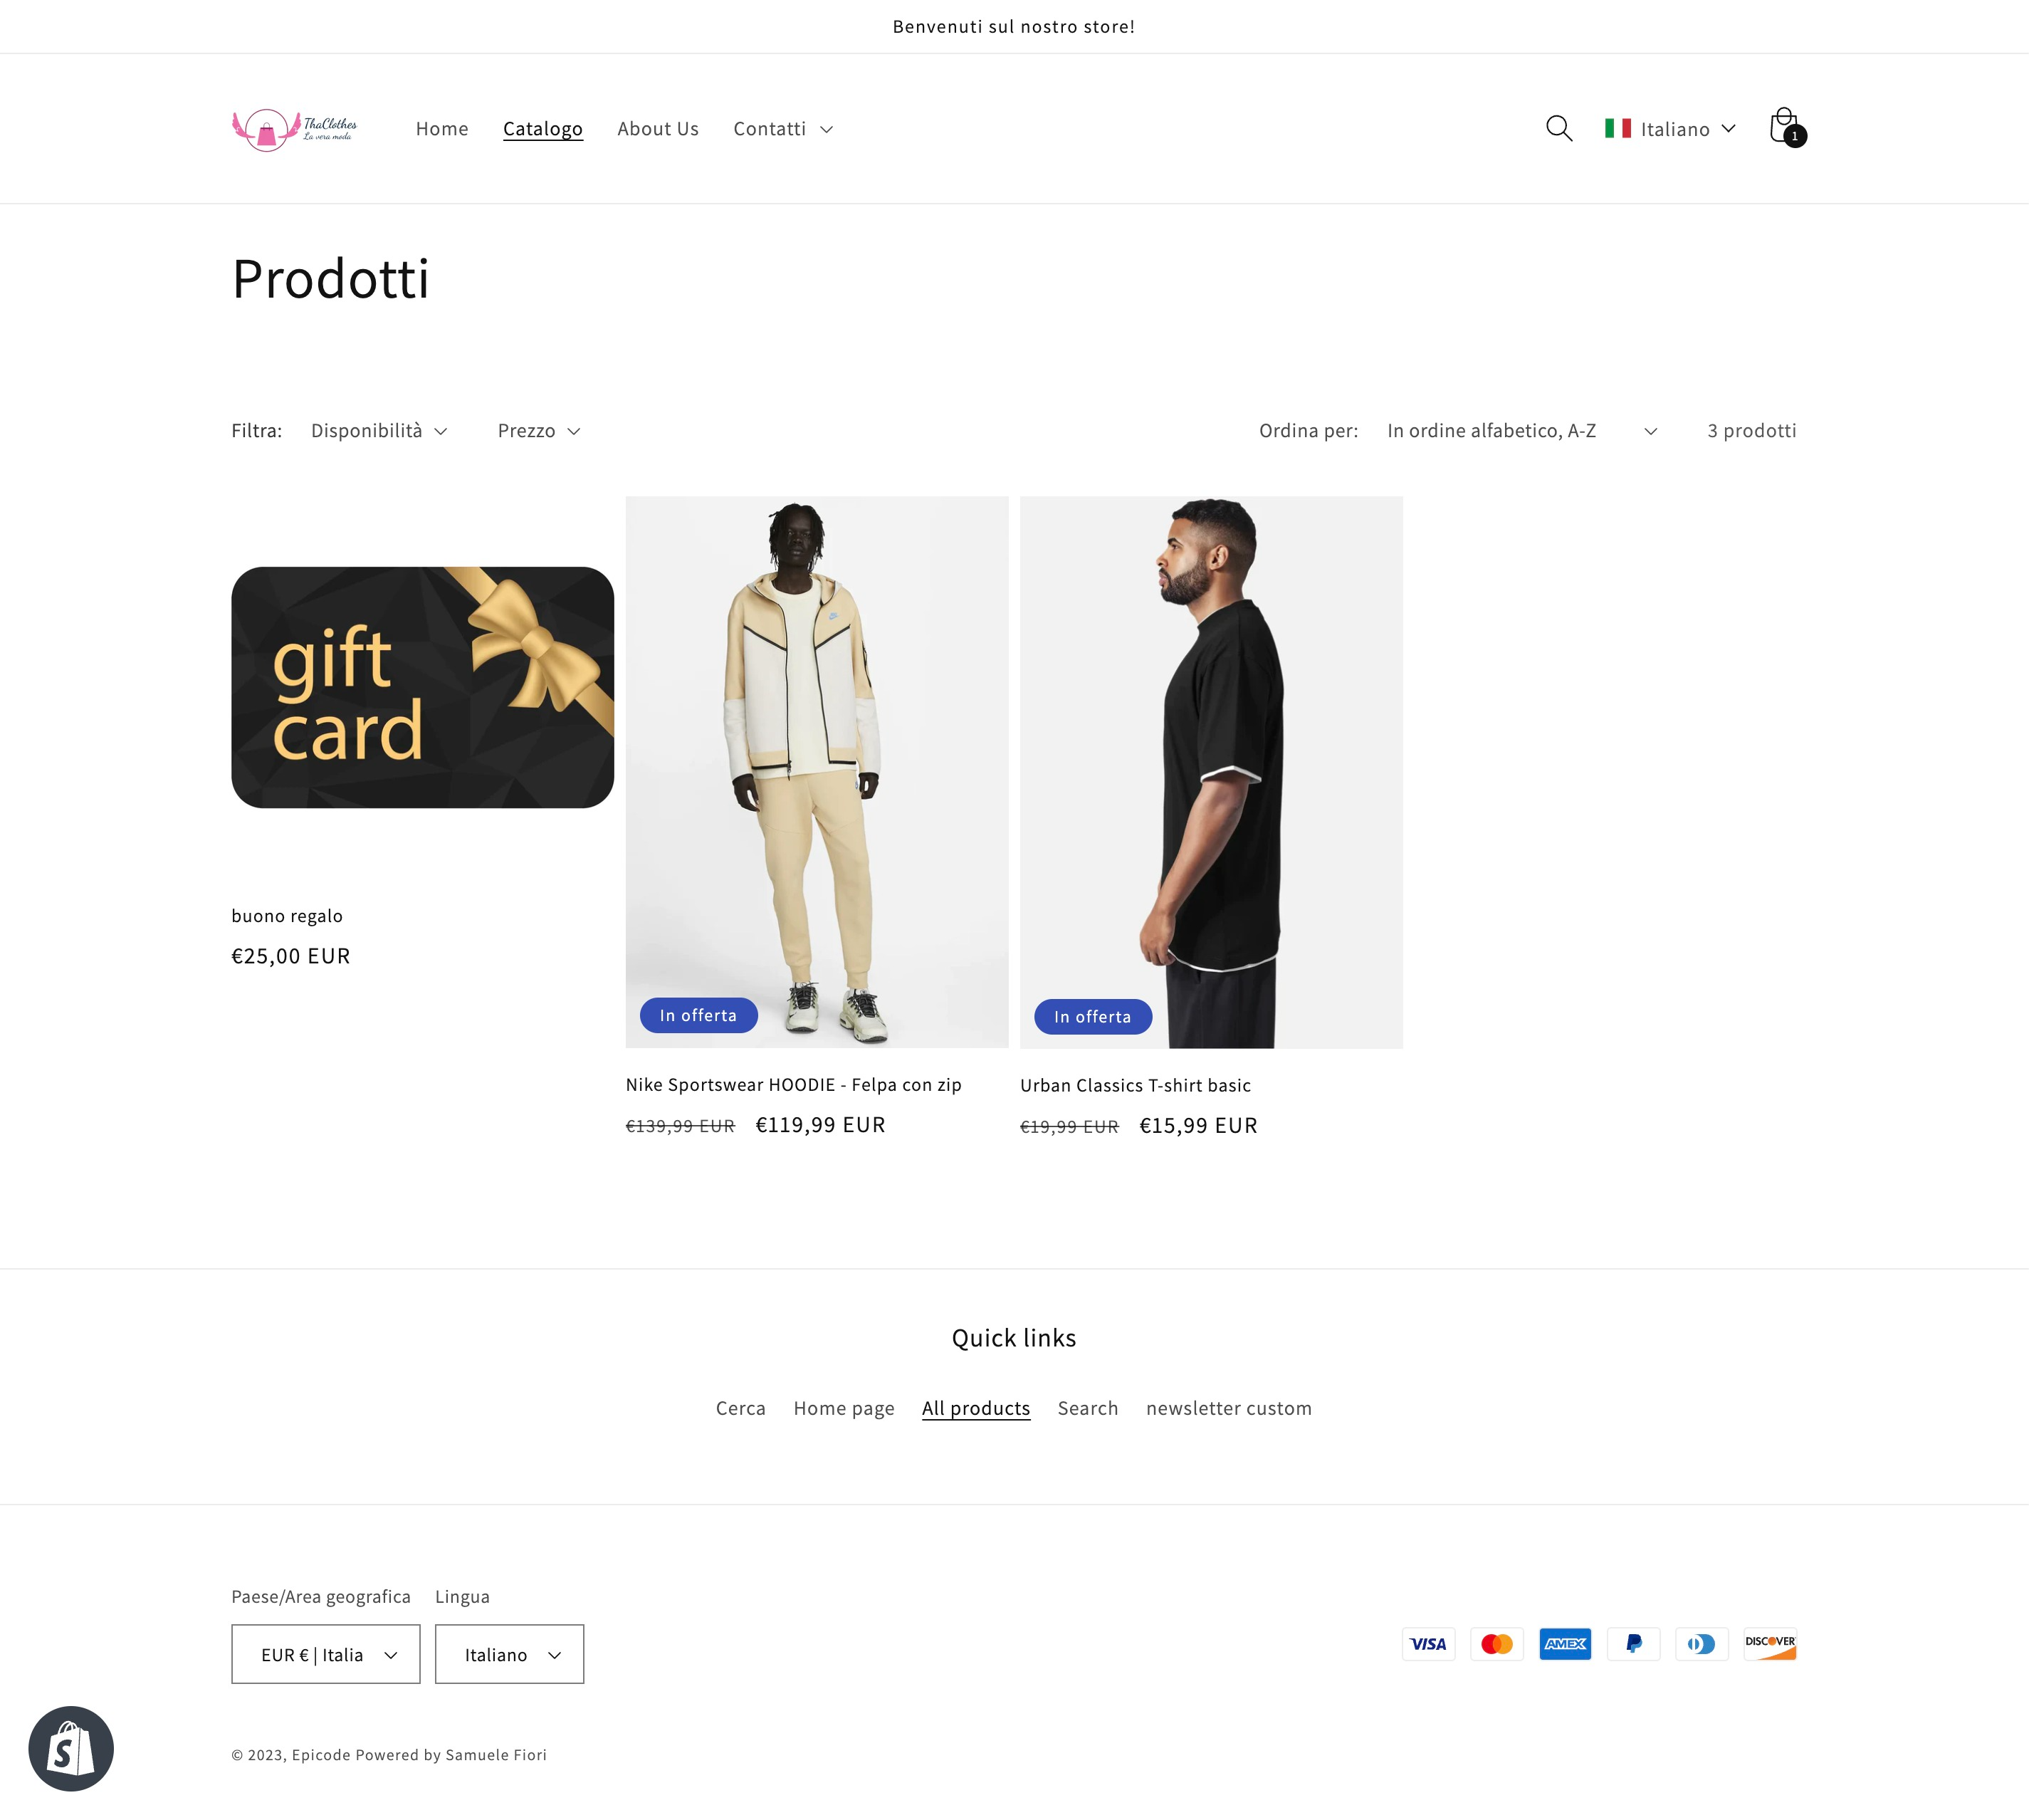 Benvenuti sul nostro store!
ThaClothes
La vera moda
Home Catalogo About Us Contatti
Italiano
1
Prodotti
Filtra: Disponibilità Prezzo
Ordina per: In ordine alfabetico, A-Z 3 prodotti
gift
card
buono regalo
€25,00 EUR
In offerta
Nike Sportswear HOODIE - Felpa con zip
€139,99 EUR €119,99 EUR
In offerta
Urban Classics T-shirt basic
€19,99 EUR €15,99 EUR
Quick links
Cerca Home page All products Search newsletter custom
Paese/Area geografica
EUR € | Italia
Lingua
Italiano
VISA
AMEX
DISCOVER
© 2023, Epicode Powered by Samuele Fiori